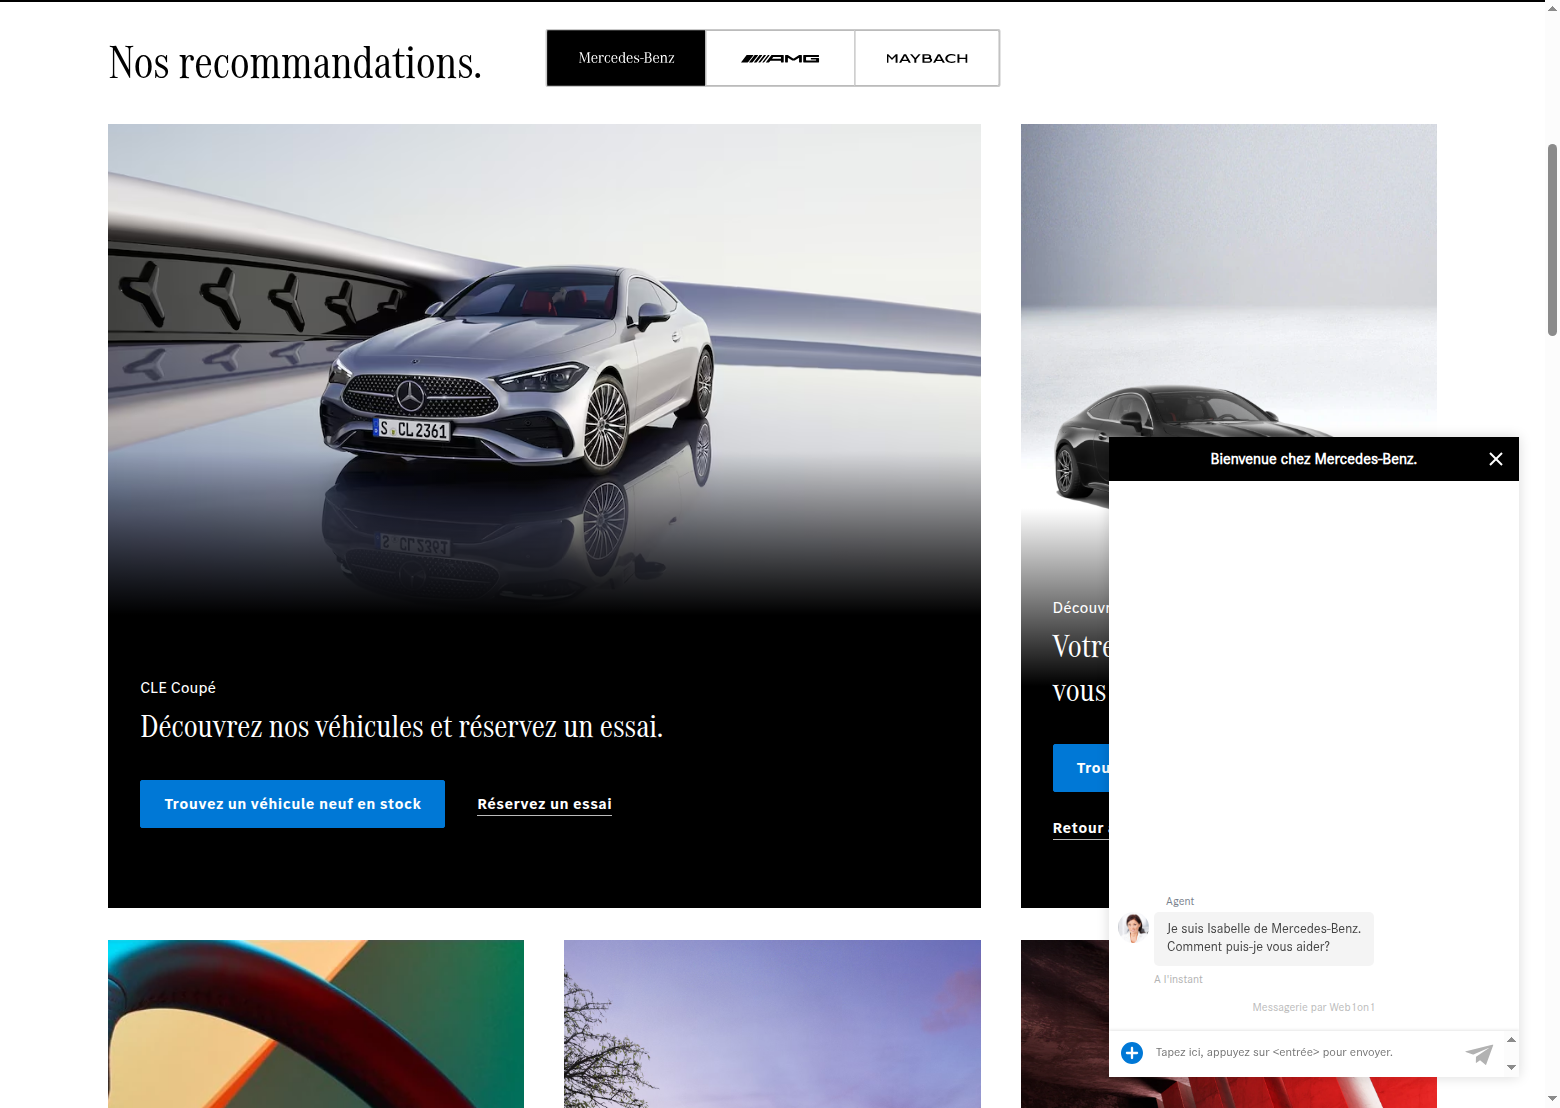 Nos recommandations.
Mercedes-Benz
AMG
MAYBACH
S CL 2361
CLE Coupé
Découvrez nos véhicules et réservez un essai.
Trouvez un véhicule neuf en stock
Réservez un essai
Votre
vous
Retour
Bienvenue chez Mercedes-Benz.
Agent
Je suis Isabelle de Mercedes-Benz.
Comment puis-je vous aider?
A l'instant
Messagerie par Web1on1
Tapez ici, appuyez sur <entrée> pour envoyer.